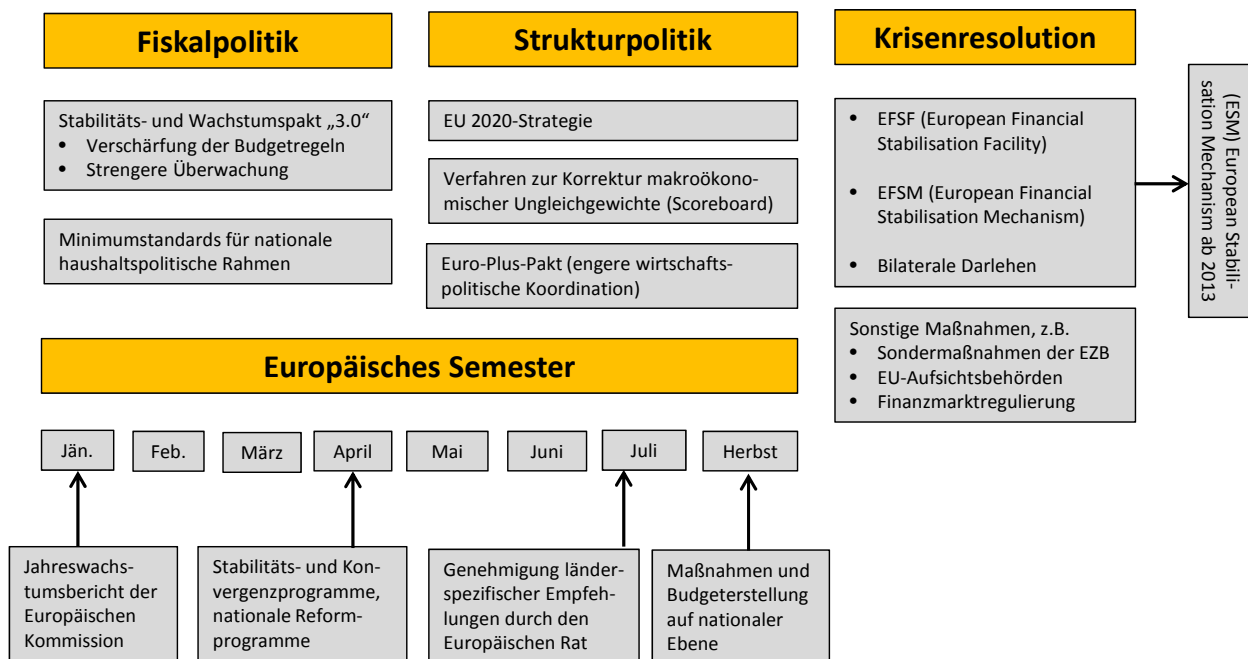 Fiskalpolitik
Stabilitäts- und Wachstumspakt „3.0“
• Verschärfung der Budgetregeln
• Strengere Überwachung
Minimumstandards für nationale
haushaltspolitische Rahmen
Strukturpolitik
EU 2020-Strategie
Verfahren zur Korrektur makroökono-
mischer Ungleichgewichte (Scoreboard)
Euro-Plus-Pakt (engere wirtschafts-
politische Koordination)
Krisenresolution
• EFSF (European Financial
Stabilisation Facility)
• EFSM (European Financial
Stabilisation Mechanism)
• Bilaterale Darlehen
(ESM) European Stabili-
sation Mechanism ab 2013
Sonstige Maßnahmen, z.B.
• Sondermaßnahmen der EZB
• EU-Aufsichtsbehörden
• Finanzmarktregulierung
Europäisches Semester
Jän.
Feb.
März
April
Mai
Juni
Juli
Herbst
Jahreswachs-
tumsbericht der
Europäischen
Kommission
Stabilitäts- und Kon-
vergenzprogramme,
nationale Reform-
programme
Genehmigung länder-
spezifischer Empfeh-
lungen durch den
Europäischen Rat
Maßnahmen und
Budgeterstellung
auf nationaler
Ebene